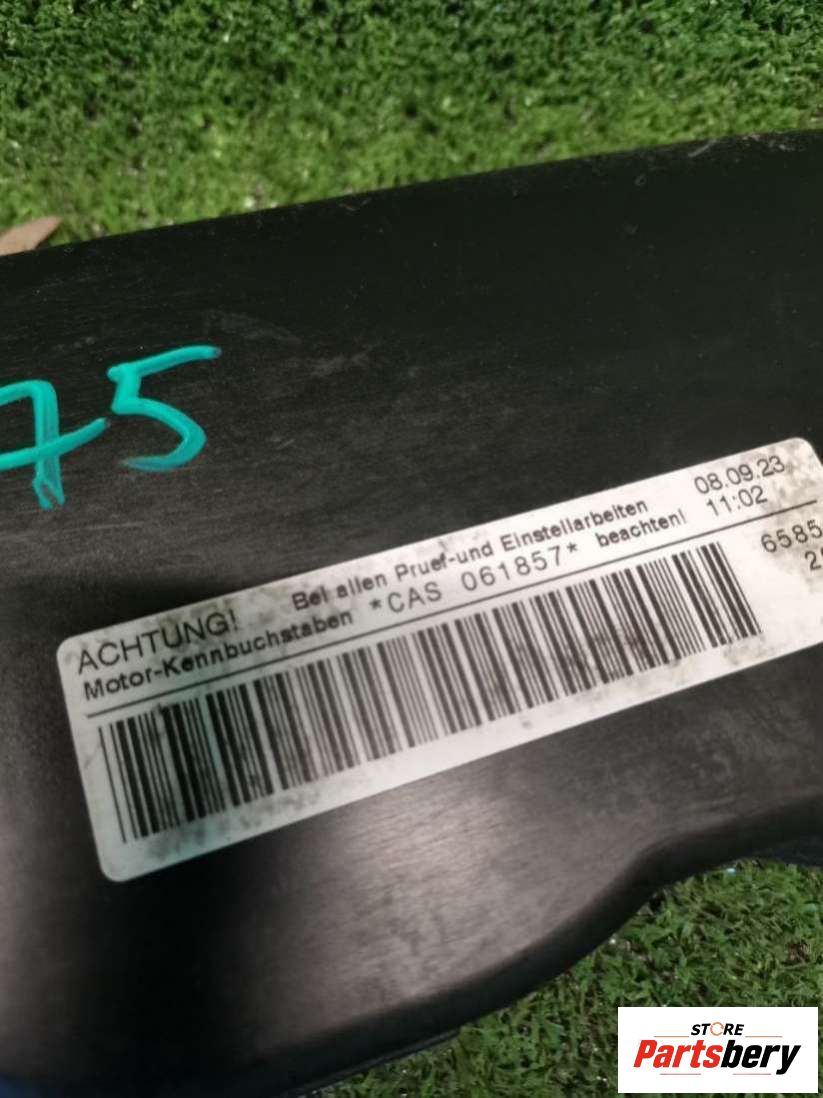 75
ACHTUNG! Bei allen Pruef-und Einstellarbeiten 08.09.23
Motor-Kennbuchstaben *CAS 061857* beachten! 11:02
6585
STORE
Partsbery